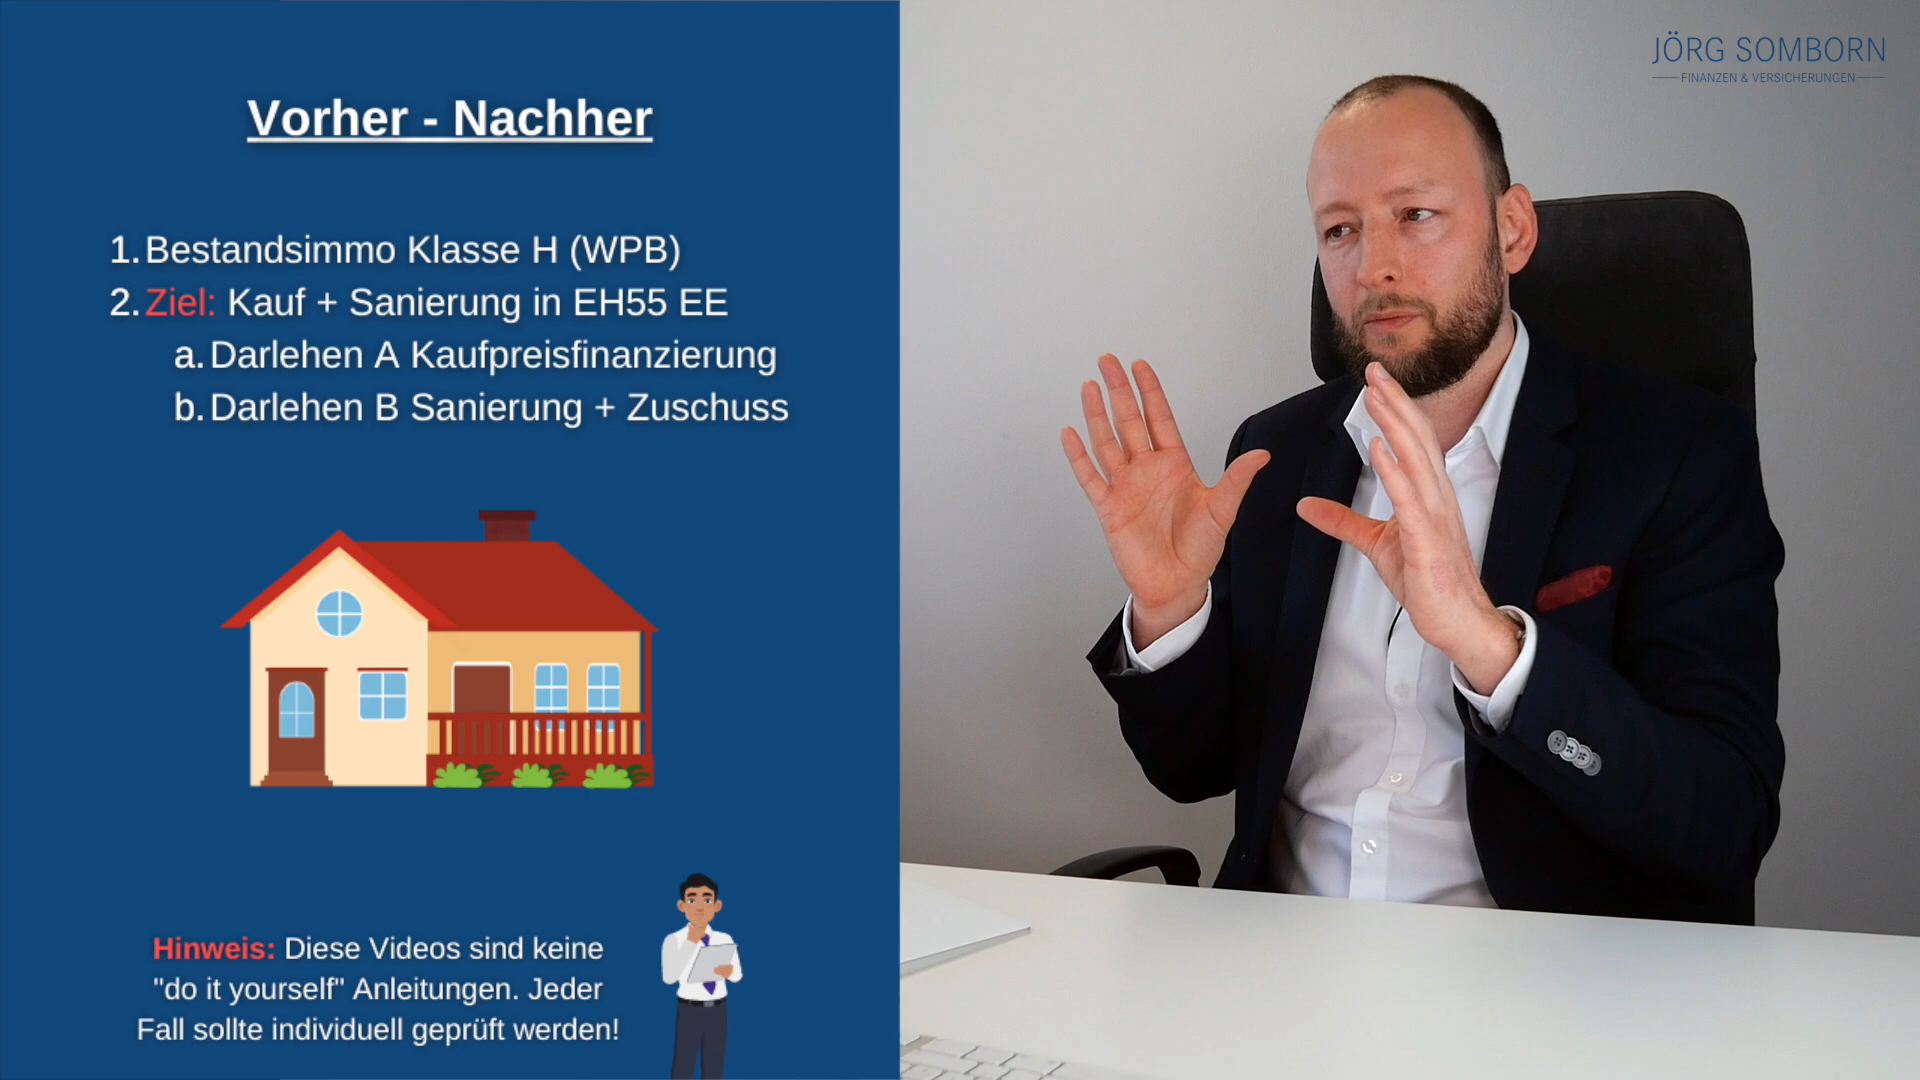 Vorher - Nachher
1. Bestandsimmo Klasse H (WPB)
2. Ziel: Kauf + Sanierung in EH55 EE
a. Darlehen A Kaufpreisfinanzierung
b. Darlehen B Sanierung + Zuschuss
Hinweis: Diese Videos sind keine
"do it yourself" Anleitungen. Jeder
Fall sollte individuell geprüft werden!
JÖRG SOMBORN
FINANZEN & VERSICHERUNGEN